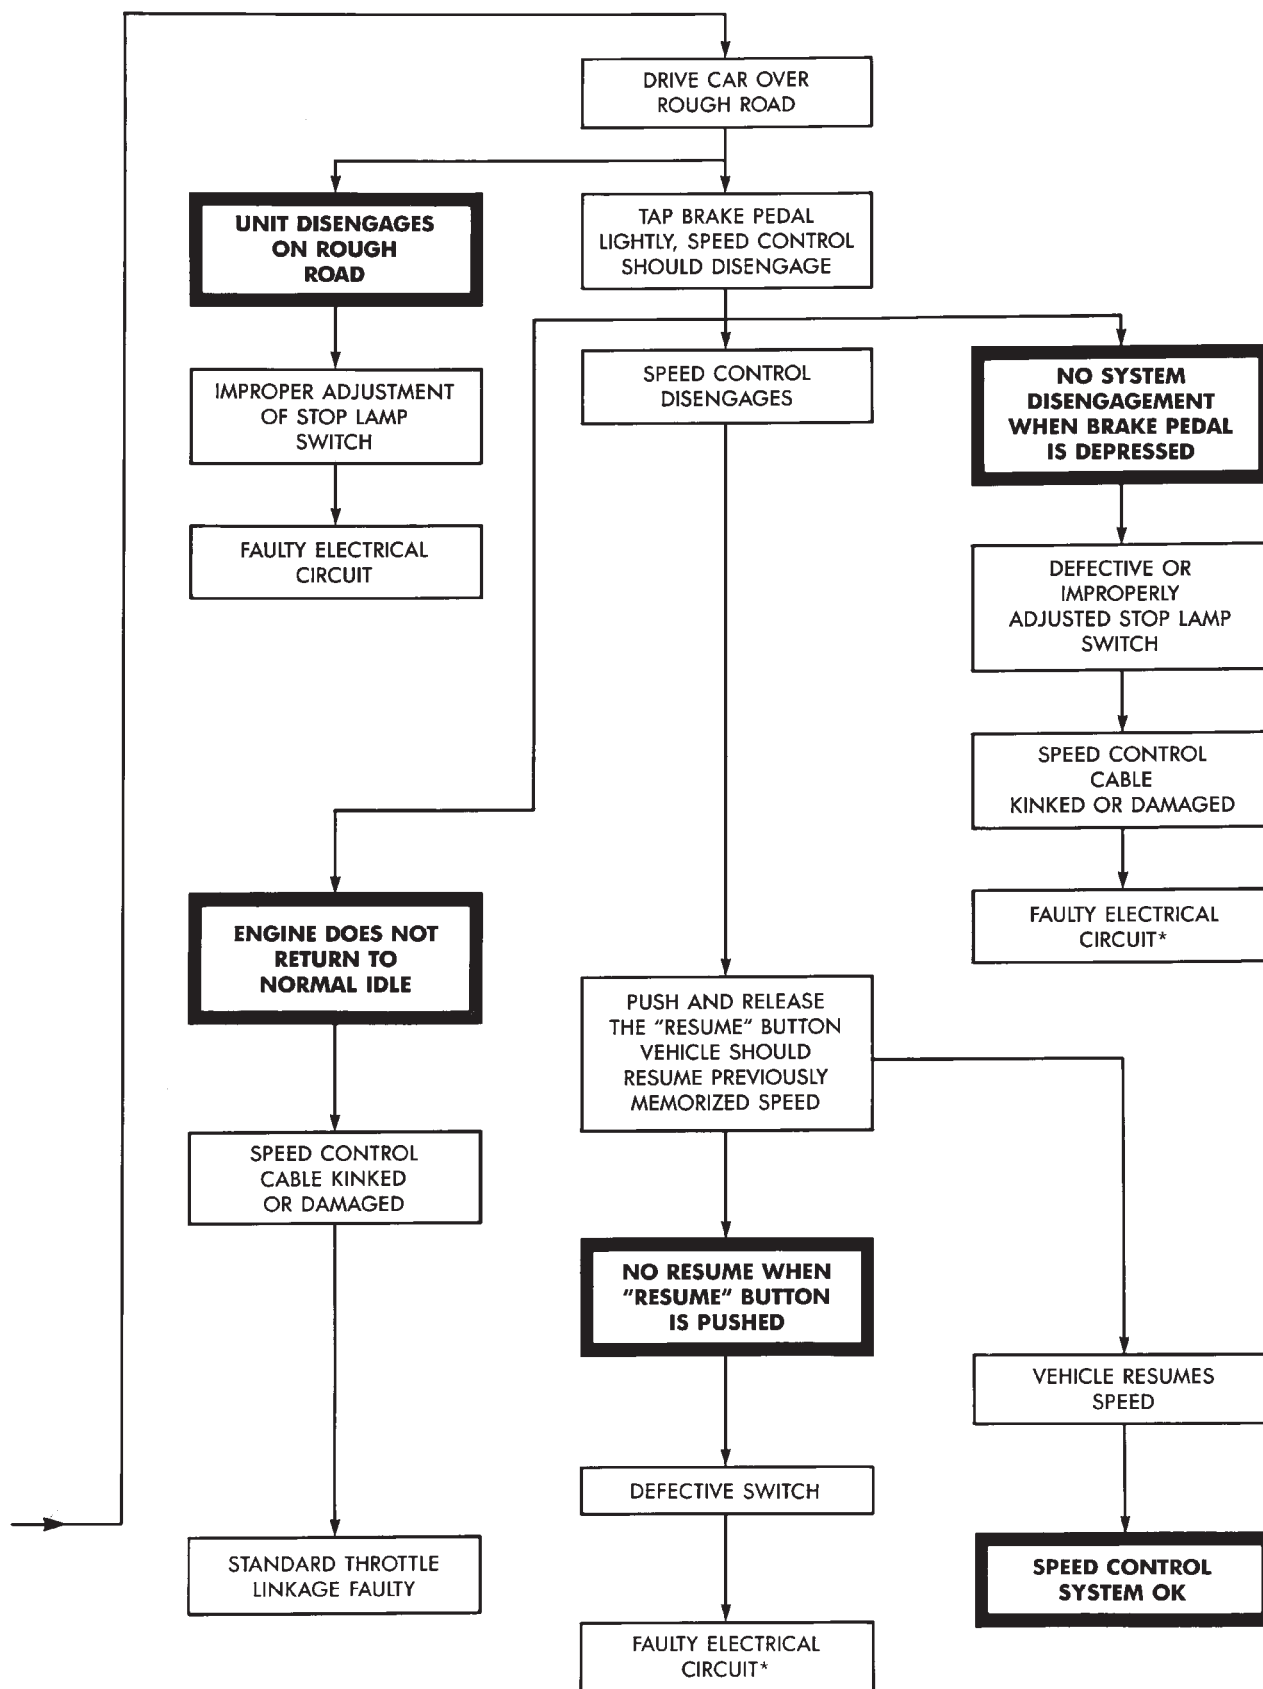 DRIVE CAR OVER
ROUGH ROAD
UNIT DISENGAGES
ON ROUGH
ROAD
TAP BRAKE PEDAL
LIGHTLY, SPEED CONTROL
SHOULD DISENGAGE
IMPROPER ADJUSTMENT
OF STOP LAMP
SWITCH
SPEED CONTROL
DISENGAGES
NO SYSTEM
DISENGAGEMENT
WHEN BRAKE PEDAL
IS DEPRESSED
FAULTY ELECTRICAL
CIRCUIT
DEFECTIVE OR
IMPROPERLY
ADJUSTED STOP LAMP
SWITCH
SPEED CONTROL
CABLE
KINKED OR DAMAGED
FAULTY ELECTRICAL
CIRCUIT*
ENGINE DOES NOT
RETURN TO
NORMAL IDLE
PUSH AND RELEASE
THE "RESUME" BUTTON
VEHICLE SHOULD
RESUME PREVIOUSLY
MEMORIZED SPEED
SPEED CONTROL
CABLE KINKED
OR DAMAGED
NO RESUME WHEN
"RESUME" BUTTON
IS PUSHED
VEHICLE RESUMES
SPEED
DEFECTIVE SWITCH
STANDARD THROTTLE
LINKAGE FAULTY
SPEED CONTROL
SYSTEM OK
FAULTY ELECTRICAL
CIRCUIT*